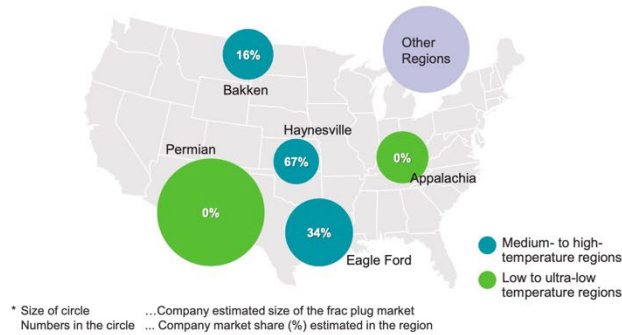 Other
Regions
16%
Bakken
Haynesville
67%
Permian
0%
Appalachia
0%
34%
Eagle Ford
Medium- to high-
temperature regions
Low to ultra-low
temperature regions
* Size of circle …Company estimated size of the frac plug market
Numbers in the circle ... Company market share (%) estimated in the region